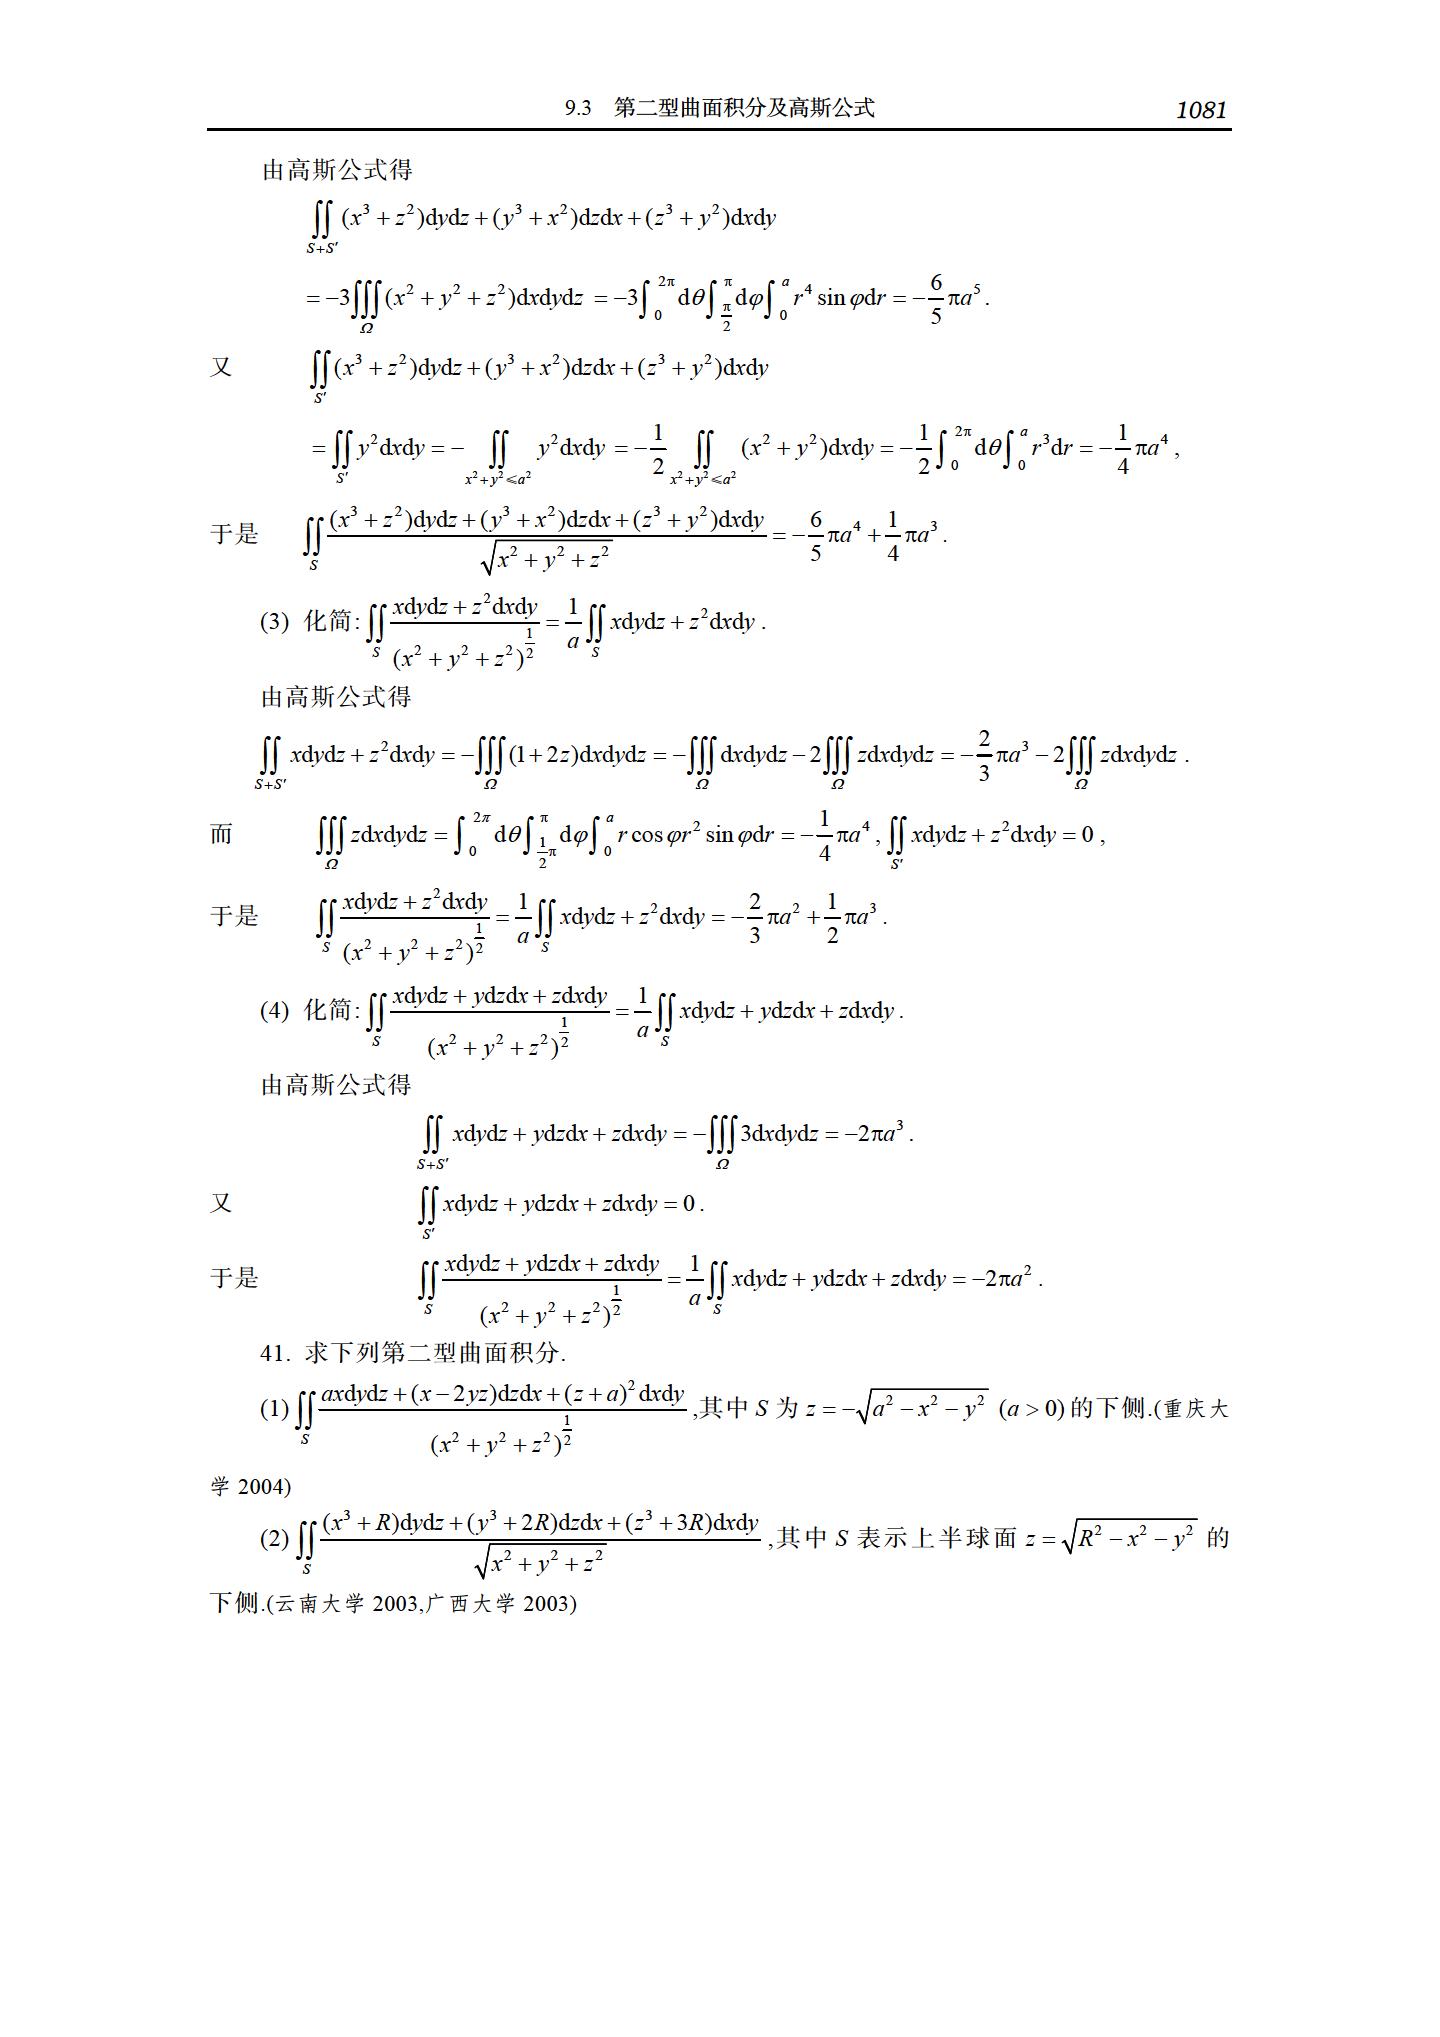 9.3 第二型曲面积分及高斯公式 1081
由高斯公式得
$\iint\limits_{S+S'}(x^3+z^2)\mathrm{d}y\mathrm{d}z+(y^3+x^2)\mathrm{d}z\mathrm{d}x+(z^3+y^2)\mathrm{d}x\mathrm{d}y$
$=-3\iiint\limits_{\Omega}(x^2+y^2+z^2)\mathrm{d}x\mathrm{d}y\mathrm{d}z=-3\int_0^{2\pi}\mathrm{d}\theta\int_{\frac{\pi}{2}}^{\pi}\mathrm{d}\varphi\int_0^a r^4\sin\varphi\mathrm{d}r=-\frac{6}{5}\pi a^5.$
又 $\iint\limits_{S'}(x^3+z^2)\mathrm{d}y\mathrm{d}z+(y^3+x^2)\mathrm{d}z\mathrm{d}x+(z^3+y^2)\mathrm{d}x\mathrm{d}y$
$=\iint\limits_{S'}y^2\mathrm{d}x\mathrm{d}y=-\iint\limits_{x^2+y^2\leqslant a^2}y^2\mathrm{d}x\mathrm{d}y=-\frac{1}{2}\iint\limits_{x^2+y^2\leqslant a^2}(x^2+y^2)\mathrm{d}x\mathrm{d}y=-\frac{1}{2}\int_0^{2\pi}\mathrm{d}\theta\int_0^a r^3\mathrm{d}r=-\frac{1}{4}\pi a^4,$
于是 $\iint\limits_{S}\frac{(x^3+z^2)\mathrm{d}y\mathrm{d}z+(y^3+x^2)\mathrm{d}z\mathrm{d}x+(z^3+y^2)\mathrm{d}x\mathrm{d}y}{\sqrt{x^2+y^2+z^2}}=-\frac{6}{5}\pi a^4+\frac{1}{4}\pi a^3.$
(3) 化简: $\iint\limits_{S}\frac{x\mathrm{d}y\mathrm{d}z+z^2\mathrm{d}x\mathrm{d}y}{(x^2+y^2+z^2)^{\frac{1}{2}}}=\frac{1}{a}\iint\limits_{S}x\mathrm{d}y\mathrm{d}z+z^2\mathrm{d}x\mathrm{d}y.$
由高斯公式得
$\iint\limits_{S+S'}x\mathrm{d}y\mathrm{d}z+z^2\mathrm{d}x\mathrm{d}y=-\iiint\limits_{\Omega}(1+2z)\mathrm{d}x\mathrm{d}y\mathrm{d}z=-\iiint\limits_{\Omega}\mathrm{d}x\mathrm{d}y\mathrm{d}z-2\iiint\limits_{\Omega}z\mathrm{d}x\mathrm{d}y\mathrm{d}z=-\frac{2}{3}\pi a^3-2\iiint\limits_{\Omega}z\mathrm{d}x\mathrm{d}y\mathrm{d}z.$
而 $\iiint\limits_{\Omega}z\mathrm{d}x\mathrm{d}y\mathrm{d}z=\int_0^{2\pi}\mathrm{d}\theta\int_{\frac{1}{2}\pi}^{\pi}\mathrm{d}\varphi\int_0^a r\cos\varphi r^2\sin\varphi\mathrm{d}r=-\frac{1}{4}\pi a^4,\iint\limits_{S'}x\mathrm{d}y\mathrm{d}z+z^2\mathrm{d}x\mathrm{d}y=0,$
于是 $\iint\limits_{S}\frac{x\mathrm{d}y\mathrm{d}z+z^2\mathrm{d}x\mathrm{d}y}{(x^2+y^2+z^2)^{\frac{1}{2}}}=\frac{1}{a}\iint\limits_{S}x\mathrm{d}y\mathrm{d}z+z^2\mathrm{d}x\mathrm{d}y=-\frac{2}{3}\pi a^2+\frac{1}{2}\pi a^3.$
(4) 化简: $\iint\limits_{S}\frac{x\mathrm{d}y\mathrm{d}z+y\mathrm{d}z\mathrm{d}x+z\mathrm{d}x\mathrm{d}y}{(x^2+y^2+z^2)^{\frac{1}{2}}}=\frac{1}{a}\iint\limits_{S}x\mathrm{d}y\mathrm{d}z+y\mathrm{d}z\mathrm{d}x+z\mathrm{d}x\mathrm{d}y.$
由高斯公式得
$\iint\limits_{S+S'}x\mathrm{d}y\mathrm{d}z+y\mathrm{d}z\mathrm{d}x+z\mathrm{d}x\mathrm{d}y=-\iiint\limits_{\Omega}3\mathrm{d}x\mathrm{d}y\mathrm{d}z=-2\pi a^3.$
又 $\iint\limits_{S'}x\mathrm{d}y\mathrm{d}z+y\mathrm{d}z\mathrm{d}x+z\mathrm{d}x\mathrm{d}y=0.$
于是 $\iint\limits_{S}\frac{x\mathrm{d}y\mathrm{d}z+y\mathrm{d}z\mathrm{d}x+z\mathrm{d}x\mathrm{d}y}{(x^2+y^2+z^2)^{\frac{1}{2}}}=\frac{1}{a}\iint\limits_{S}x\mathrm{d}y\mathrm{d}z+y\mathrm{d}z\mathrm{d}x+z\mathrm{d}x\mathrm{d}y=-2\pi a^2.$
41. 求下列第二型曲面积分.
(1) $\iint\limits_{S}\frac{ax\mathrm{d}y\mathrm{d}z+(x-2yz)\mathrm{d}z\mathrm{d}x+(z+a)^2\mathrm{d}x\mathrm{d}y}{(x^2+y^2+z^2)^{\frac{1}{2}}}$,其中 S 为 $z=-\sqrt{a^2-x^2-y^2}$ $(a>0)$ 的下侧.(重庆大
学 2004)
(2) $\iint\limits_{S}\frac{(x^3+R)\mathrm{d}y\mathrm{d}z+(y^3+2R)\mathrm{d}z\mathrm{d}x+(z^3+3R)\mathrm{d}x\mathrm{d}y}{\sqrt{x^2+y^2+z^2}}$,其中 S 表示上半球面 $z=\sqrt{R^2-x^2-y^2}$ 的
下侧.(云南大学 2003,广西大学 2003)